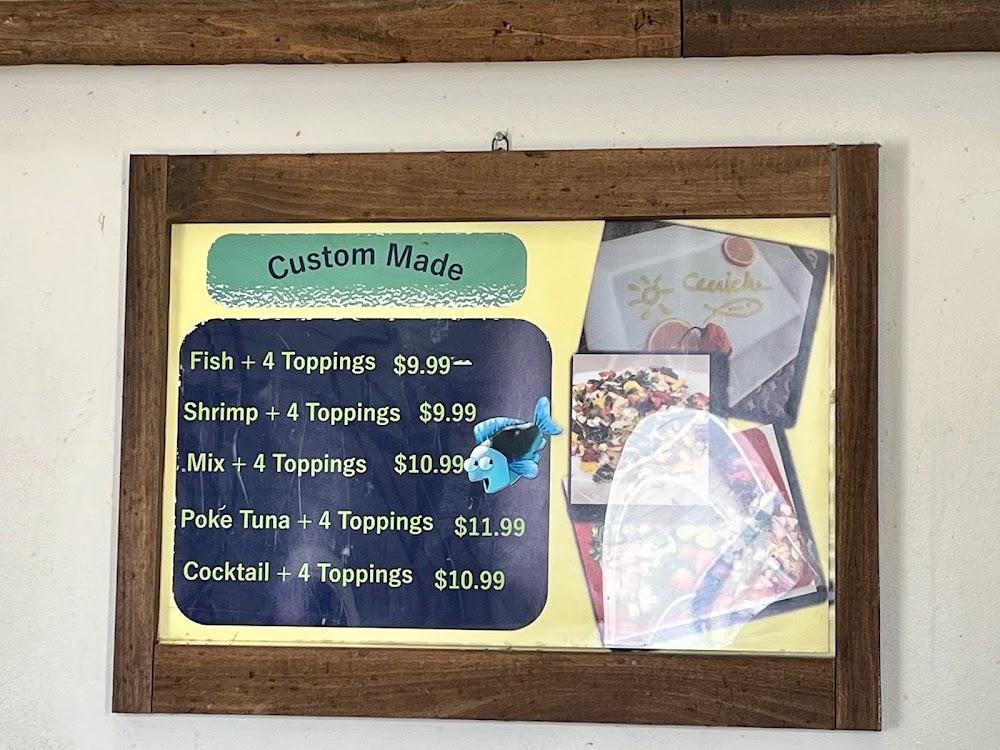 Custom Made
Fish + 4 Toppings $9.99
Shrimp + 4 Toppings $9.99
Mix + 4 Toppings $10.99
Poke Tuna + 4 Toppings $11.99
Cocktail + 4 Toppings $10.99